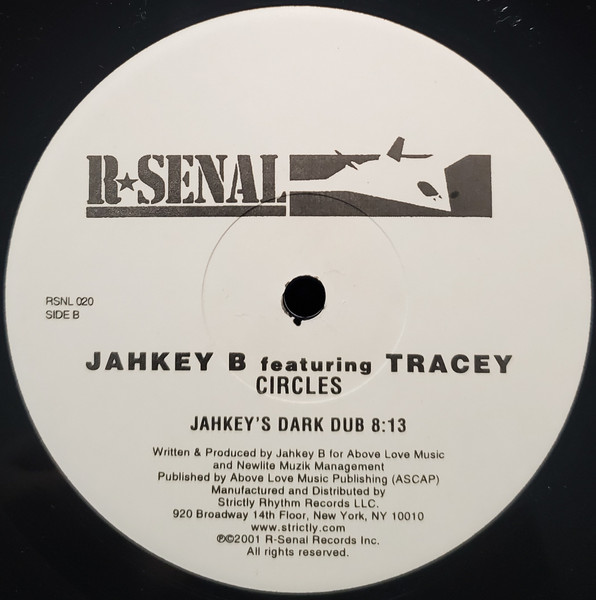 R★SENAL
RSNL 020
SIDE B
JAHKEY B featuring TRACEY
CIRCLES
JAHKEY'S DARK DUB 8:13
Written & Produced by Jahkey B for Above Love Music
and Newlite Muzik Management
Published by Above Love Music Publishing (ASCAP)
Manufactured and Distributed by
Strictly Rhythm Records LLC.
920 Broadway 14th Floor, New York, NY 10010
www.strictly.com
℗©2001 R-Senal Records Inc.
All rights reserved.